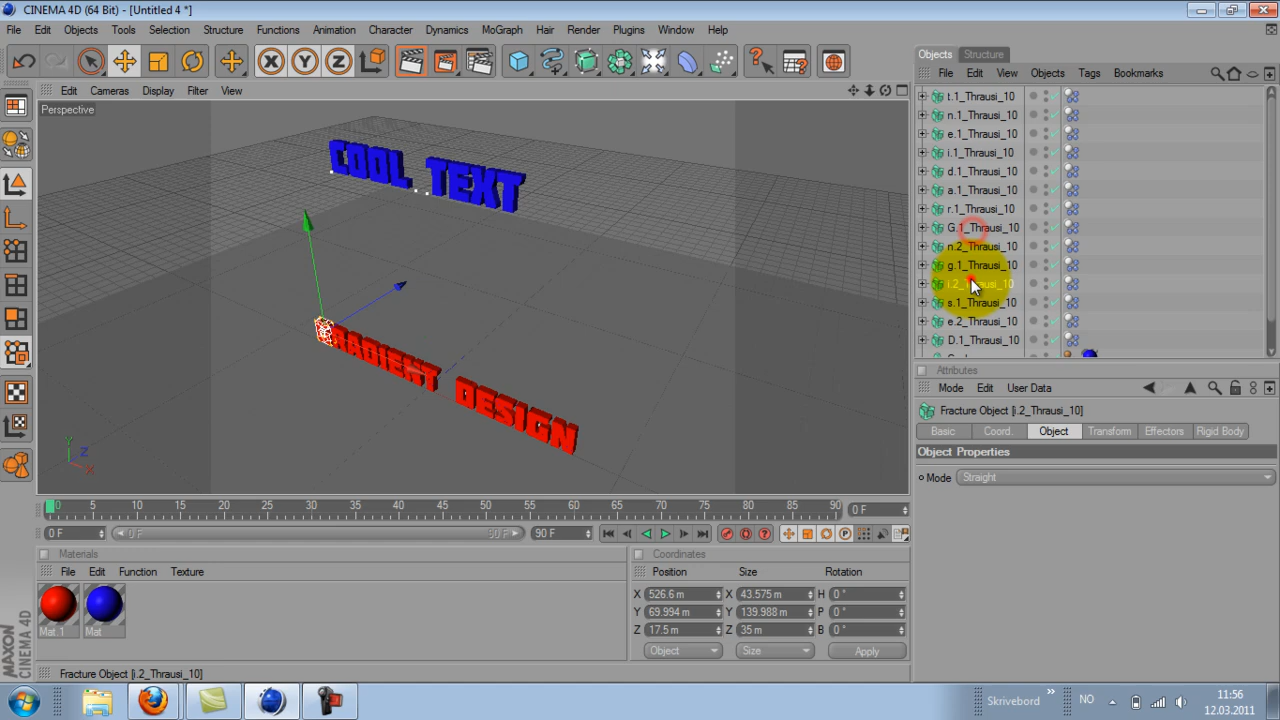 CINEMA 4D (64 Bit) - [Untitled 4 *]
File Edit Objects Tools Selection Structure Functions Animation Character Dynamics MoGraph Hair Render Plugins Window Help
Objects Structure
File Edit View Objects Tags Bookmarks
Edit Cameras Display Filter View
Perspective
COOL TEXT
RADIENT DESIGN
Y Z X
t.1_Thrausi_10
n.1_Thrausi_10
e.1_Thrausi_10
i.1_Thrausi_10
d.1_Thrausi_10
a.1_Thrausi_10
r.1_Thrausi_10
G.1_Thrausi_10
n.2_Thrausi_10
g.1_Thrausi_10
i.2_Thrausi_10
s.1_Thrausi_10
e.2_Thrausi_10
D.1_Thrausi_10
Attributes
Mode Edit User Data
Fracture Object [i.2_Thrausi_10]
Basic Coord. Object Transform Effectors Rigid Body
Object Properties
Mode Straight
0 5 10 15 20 25 30 35 40 45 50 55 60 65 70 75 80 85 90 0 F
0 F 0 F 90 F 90 F
Materials
File Edit Function Texture
Mat.1 Mat
Coordinates
Position Size Rotation
X 526.6 m X 43.575 m H 0 °
Y 69.994 m Y 139.988 m P 0 °
Z 17.5 m Z 35 m B 0 °
Object Size Apply
MAXON CINEMA 4D
Fracture Object [i.2_Thrausi_10]
Skrivebord » NO 11:56
12.03.2011